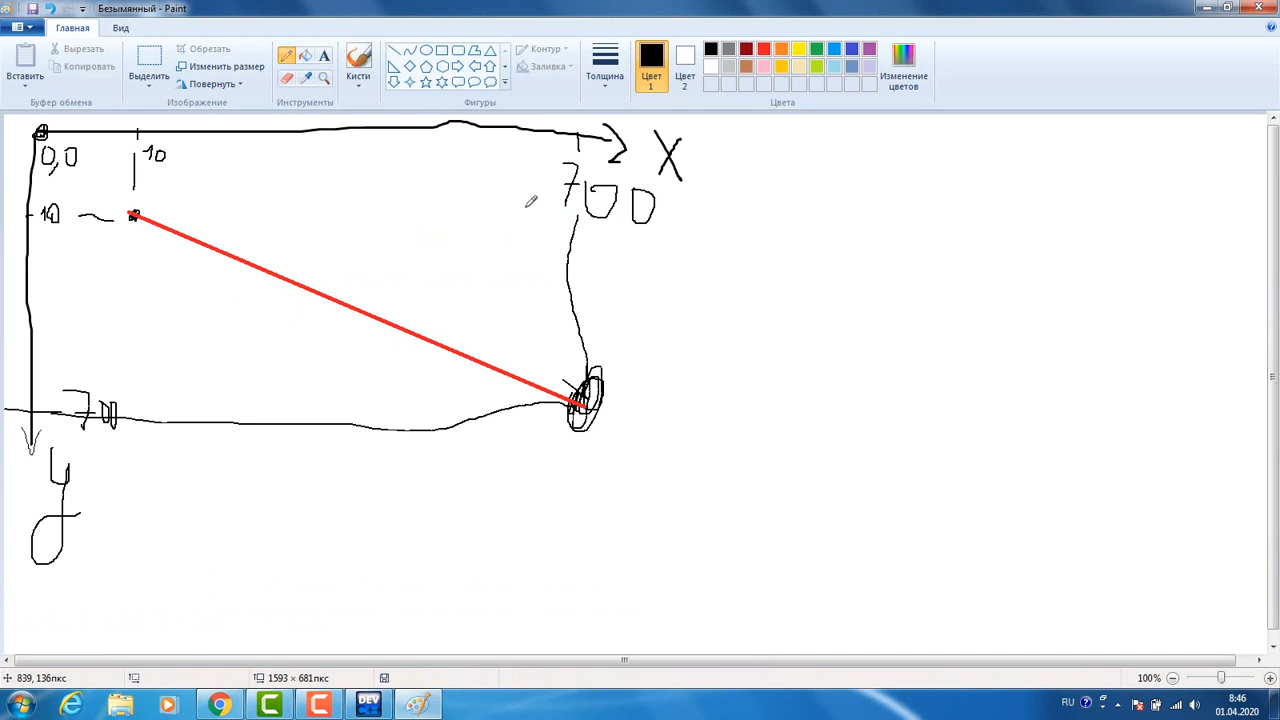 Безымянный - Paint
Главная
Вид
Вставить
Вырезать
Копировать
Буфер обмена
Выделить
Обрезать
Изменить размер
Повернуть
Изображение
Инструменты
Кисти
Фигуры
Контур
Заливка
Толщина
Цвет 1
Цвет 2
Цвета
Изменение цветов
0,0
10
X
700
10
700
y
839, 136пкс
1593 × 681пкс
100%
DEV
RU
8:46
01.04.2020